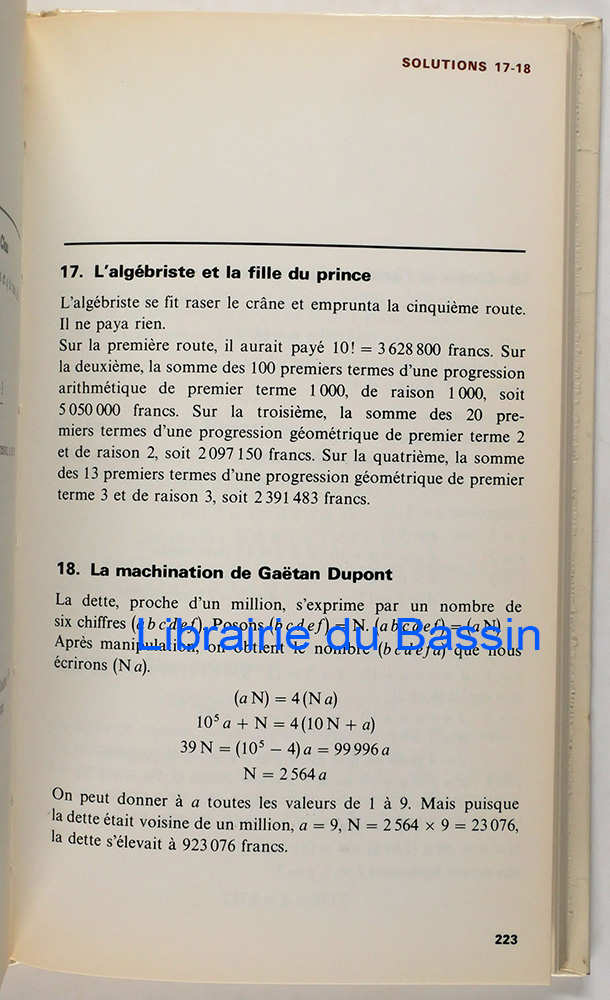 SOLUTIONS 17-18
17. L'algébriste et la fille du prince
L'algébriste se fit raser le crâne et emprunta la cinquième route.
Il ne paya rien.
Sur la première route, il aurait payé 10! = 3 628 800 francs. Sur
la deuxième, la somme des 100 premiers termes d'une progression
arithmétique de premier terme 1 000, de raison 1 000, soit
5 050 000 francs. Sur la troisième, la somme des 20 pre-
miers termes d'une progression géométrique de premier terme 2
et de raison 2, soit 2 097 150 francs. Sur la quatrième, la somme
des 13 premiers termes d'une progression géométrique de premier
terme 3 et de raison 3, soit 2 391 483 francs.
18. La machination de Gaëtan Dupont
La dette, proche d'un million, s'exprime par un nombre de
six chiffres (a b c d e f). Posons (b c d e f) = N. (a b c d e f) = (a N)
Librairie du Bassin
Après manipulation, on obtient le nombre (b c d e f a) que nous
écrirons (N a).
(a N) = 4 (N a)
10⁵ a + N = 4 (10 N + a)
39 N = (10⁵ − 4) a = 99 996 a
N = 2 564 a
On peut donner à a toutes les valeurs de 1 à 9. Mais puisque
la dette était voisine de un million, a = 9, N = 2 564 × 9 = 23 076,
la dette s'élevait à 923 076 francs.
223